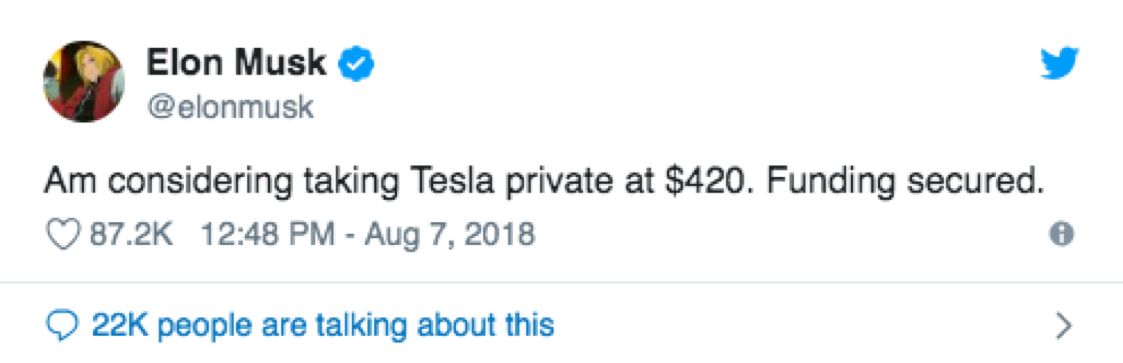 Elon Musk
@elonmusk
Am considering taking Tesla private at $420. Funding secured.
87.2K 12:48 PM - Aug 7, 2018
22K people are talking about this